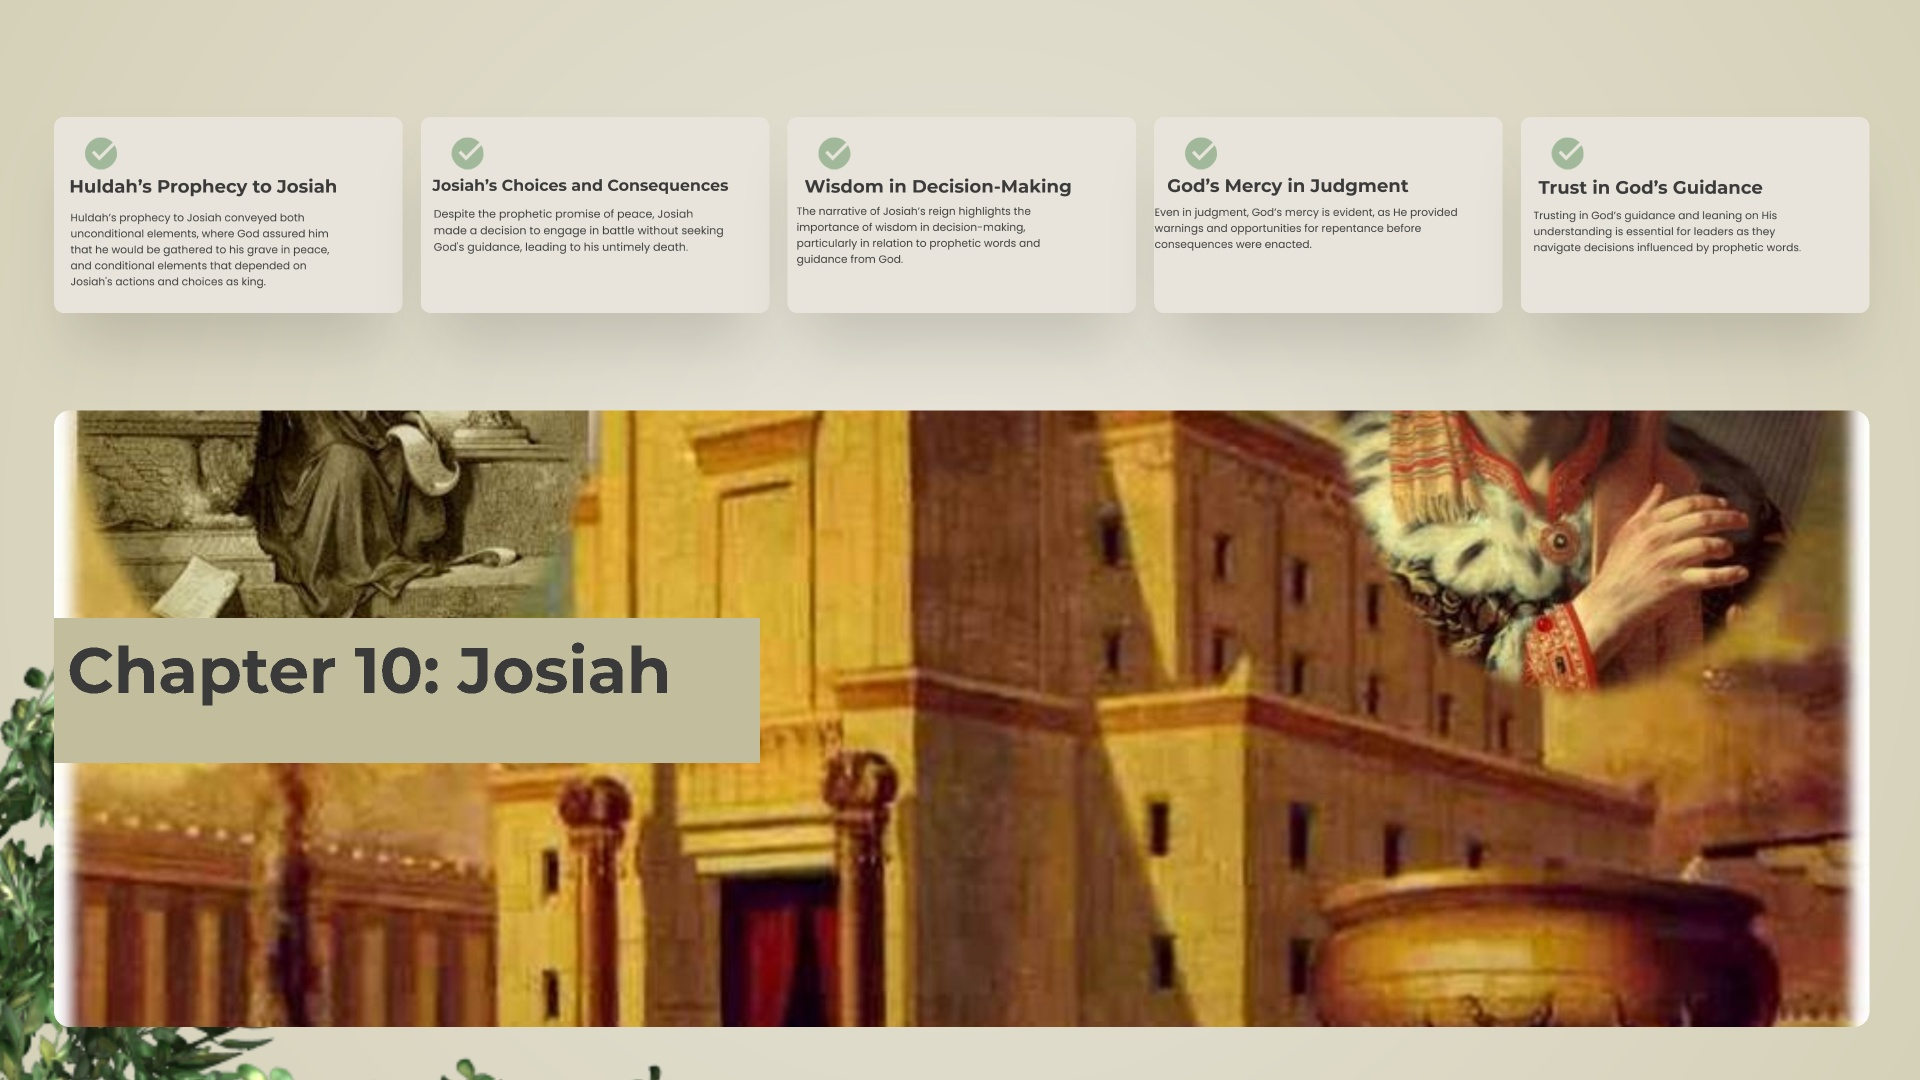 Huldah’s Prophecy to Josiah
Huldah’s prophecy to Josiah conveyed both
unconditional elements, where God assured him
that he would be gathered to his grave in peace,
and conditional elements that depended on
Josiah's actions and choices as king.
Josiah’s Choices and Consequences
Despite the prophetic promise of peace, Josiah
made a decision to engage in battle without seeking
God's guidance, leading to his untimely death.
Wisdom in Decision-Making
The narrative of Josiah’s reign highlights the
importance of wisdom in decision-making,
particularly in relation to prophetic words and
guidance from God.
God’s Mercy in Judgment
Even in judgment, God’s mercy is evident, as He provided
warnings and opportunities for repentance before
consequences were enacted.
Trust in God’s Guidance
Trusting in God’s guidance and leaning on His
understanding is essential for leaders as they
navigate decisions influenced by prophetic words.
Chapter 10: Josiah